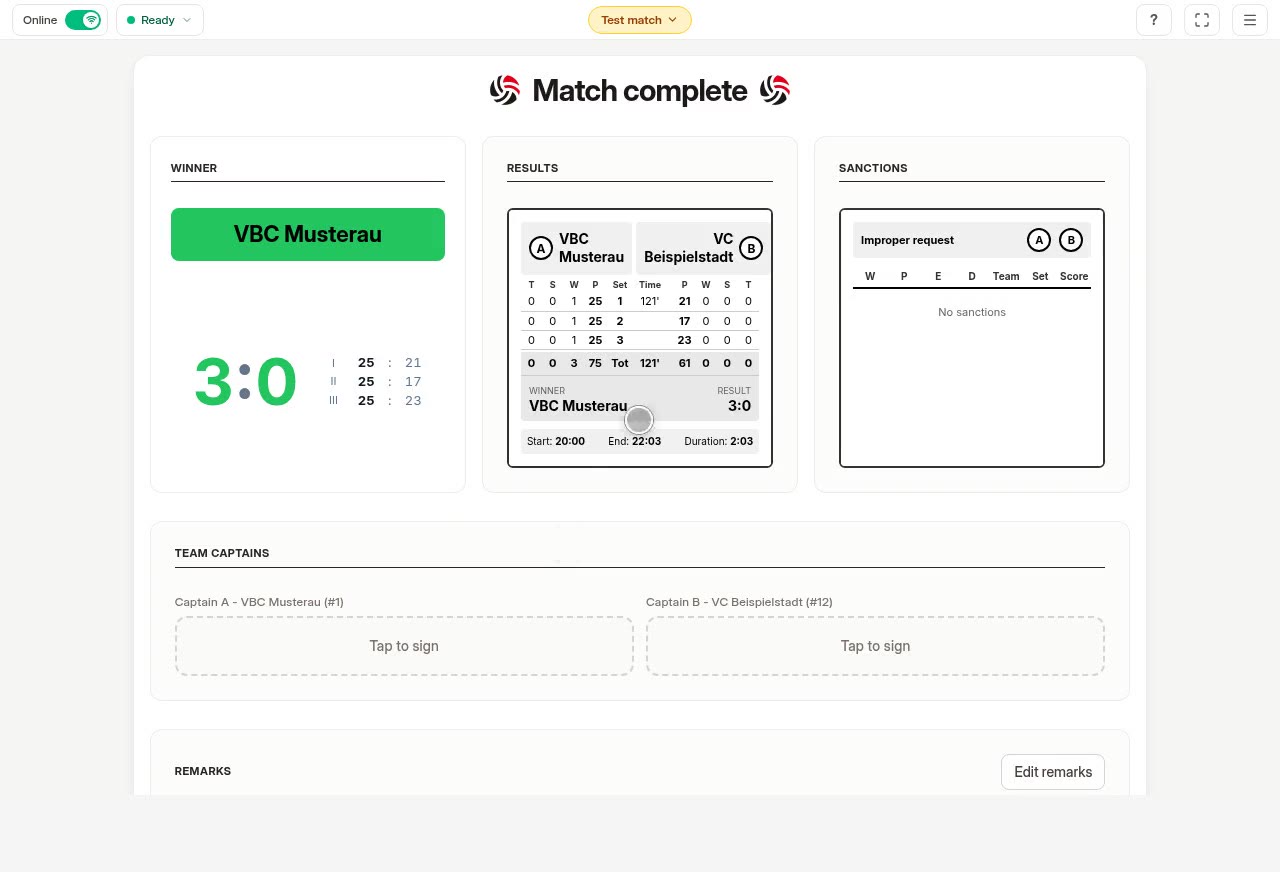 Online
Ready
Test match
?
Match complete
WINNER
VBC Musterau
3:0
I 25 : 21
II 25 : 17
III 25 : 23
RESULTS
A VBC Musterau VC Beispielstadt B
T S W P Set Time P W S T
0 0 1 25 1 121' 21 0 0 0
0 0 1 25 2 17 0 0 0
0 0 1 25 3 23 0 0 0
0 0 3 75 Tot 121' 61 0 0 0
WINNER RESULT
VBC Musterau 3:0
Start: 20:00 End: 22:03 Duration: 2:03
SANCTIONS
Improper request A B
W P E D Team Set Score
No sanctions
TEAM CAPTAINS
Captain A - VBC Musterau (#1)
Tap to sign
Captain B - VC Beispielstadt (#12)
Tap to sign
REMARKS
Edit remarks